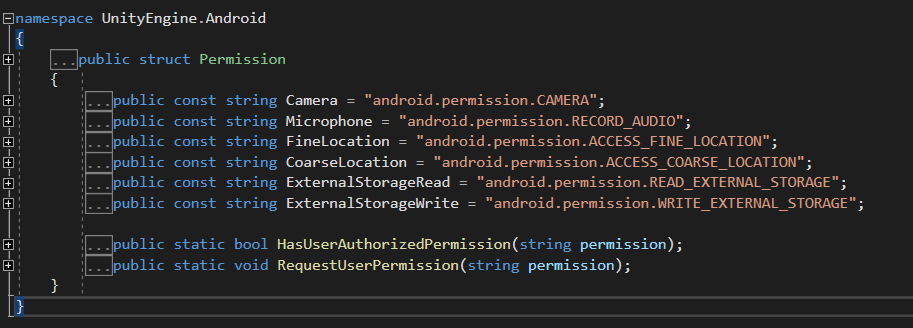 namespace UnityEngine.Android
{
...public struct Permission
{
...public const string Camera = "android.permission.CAMERA";
...public const string Microphone = "android.permission.RECORD_AUDIO";
...public const string FineLocation = "android.permission.ACCESS_FINE_LOCATION";
...public const string CoarseLocation = "android.permission.ACCESS_COARSE_LOCATION";
...public const string ExternalStorageRead = "android.permission.READ_EXTERNAL_STORAGE";
...public const string ExternalStorageWrite = "android.permission.WRITE_EXTERNAL_STORAGE";
...public static bool HasUserAuthorizedPermission(string permission);
...public static void RequestUserPermission(string permission);
}
}